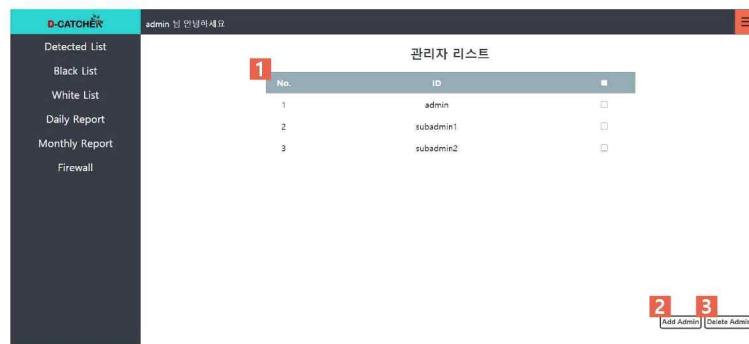 D-CATCHER
admin 님 안녕하세요
Detected List
Black List
White List
Daily Report
Monthly Report
Firewall
관리자 리스트
1
No. ID
1 admin
2 subadmin1
3 subadmin2
2 3
Add Admin Delete Admin